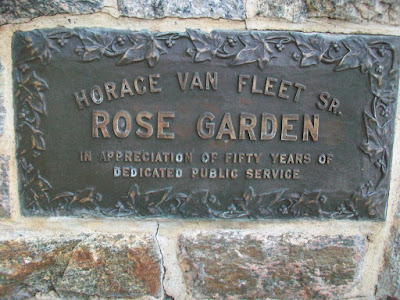 HORACE VAN FLEET SR.
ROSE GARDEN
IN APPRECIATION OF FIFTY YEARS OF
DEDICATED PUBLIC SERVICE